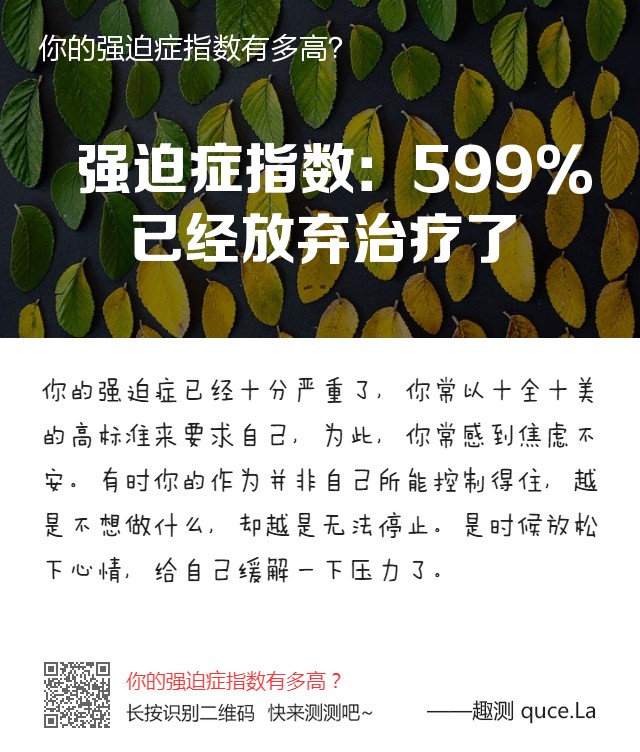 你的强迫症指数有多高？
强迫症指数：599%
已经放弃治疗了
你的强迫症已经十分严重了，你常以十全十美
的高标准来要求自己，为此，你常感到焦虑不
安。有时你的作为并非自己所能控制得住，越
是不想做什么，却越是无法停止。是时候放松
下心情，给自己缓解一下压力了。
你的强迫症指数有多高？
长按识别二维码 快来测测吧~
——趣测 quce.La